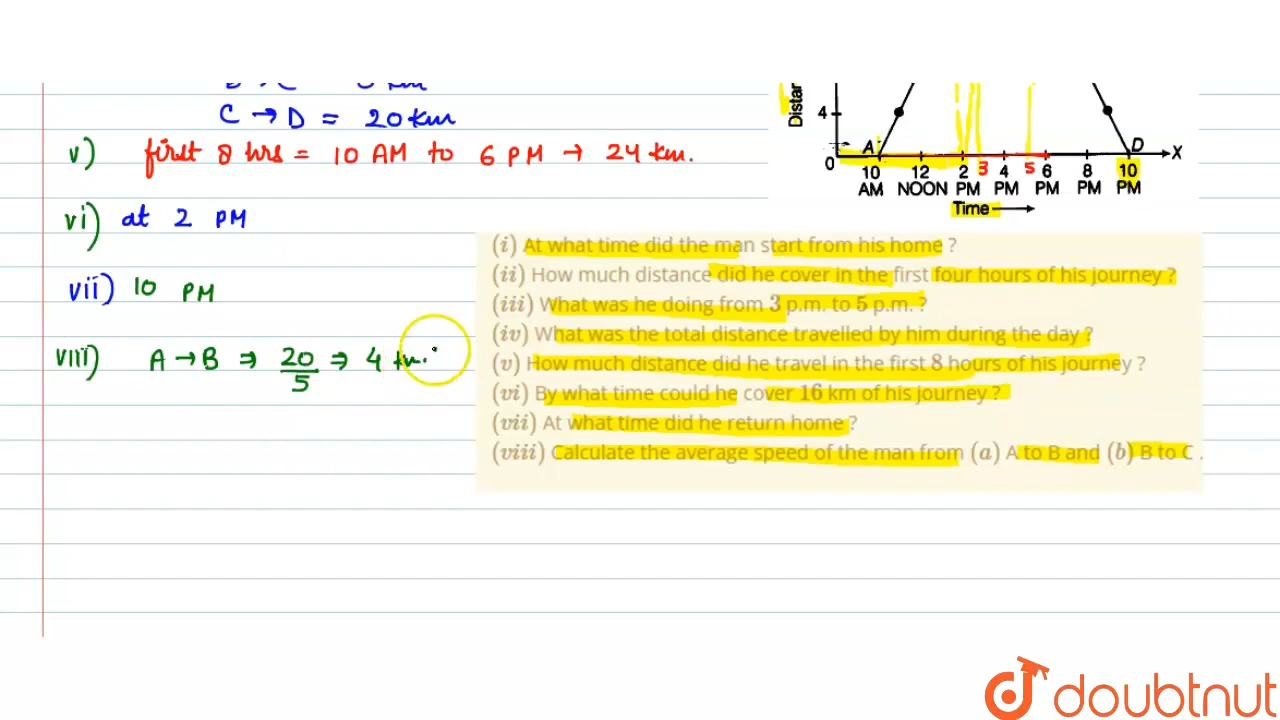 C → D = 20 km
v) first 8 hrs = 10 AM to 6 PM → 24 km.
vi) at 2 PM
vii) 10 PM
viii) A → B ⇒ 20/5 ⇒ 4 km.
Distan
4
A
D
X
0
10 12 2 3 4 5 6 8 10
AM NOON PM PM PM PM PM
Time →
(i) At what time did the man start from his home ?
(ii) How much distance did he cover in the first four hours of his journey ?
(iii) What was he doing from 3 p.m. to 5 p.m. ?
(iv) What was the total distance travelled by him during the day ?
(v) How much distance did he travel in the first 8 hours of his journey ?
(vi) By what time could he cover 16 km of his journey ?
(vii) At what time did he return home ?
(viii) Calculate the average speed of the man from (a) A to B and (b) B to C .
doubtnut